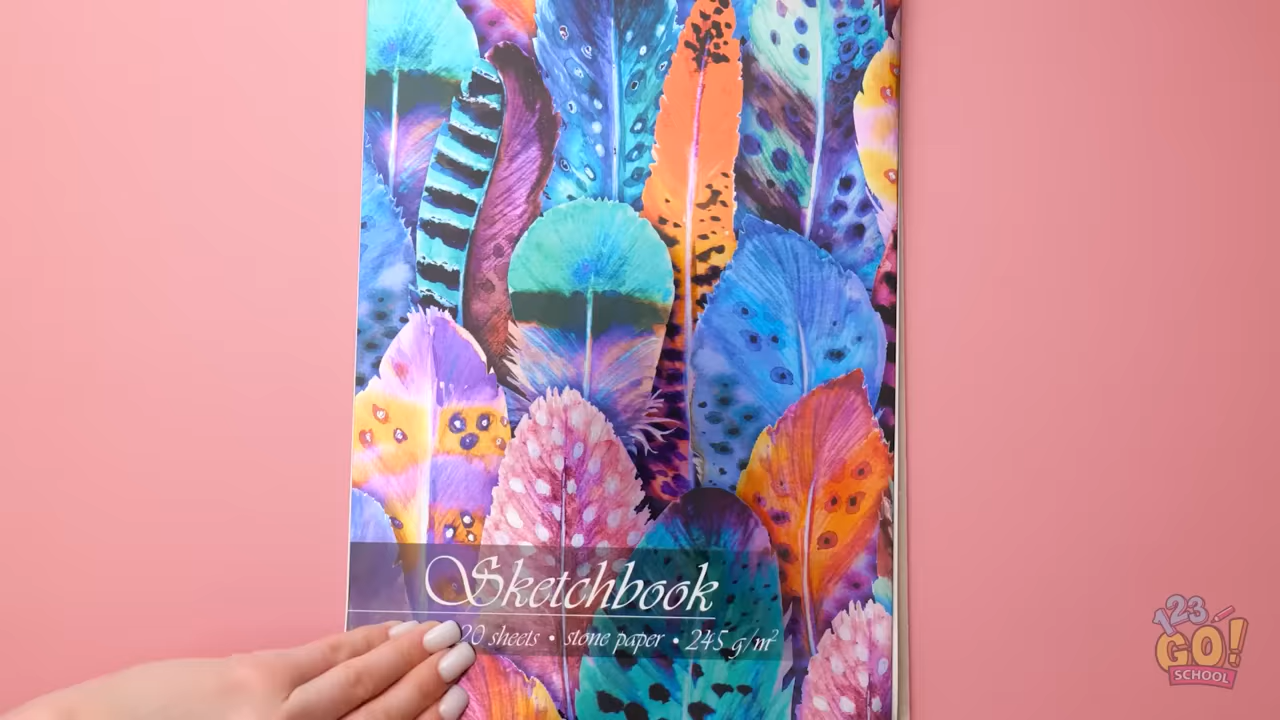 Sketchbook
20 sheets • stone paper • 245 g/m²
123
GO!
SCHOOL